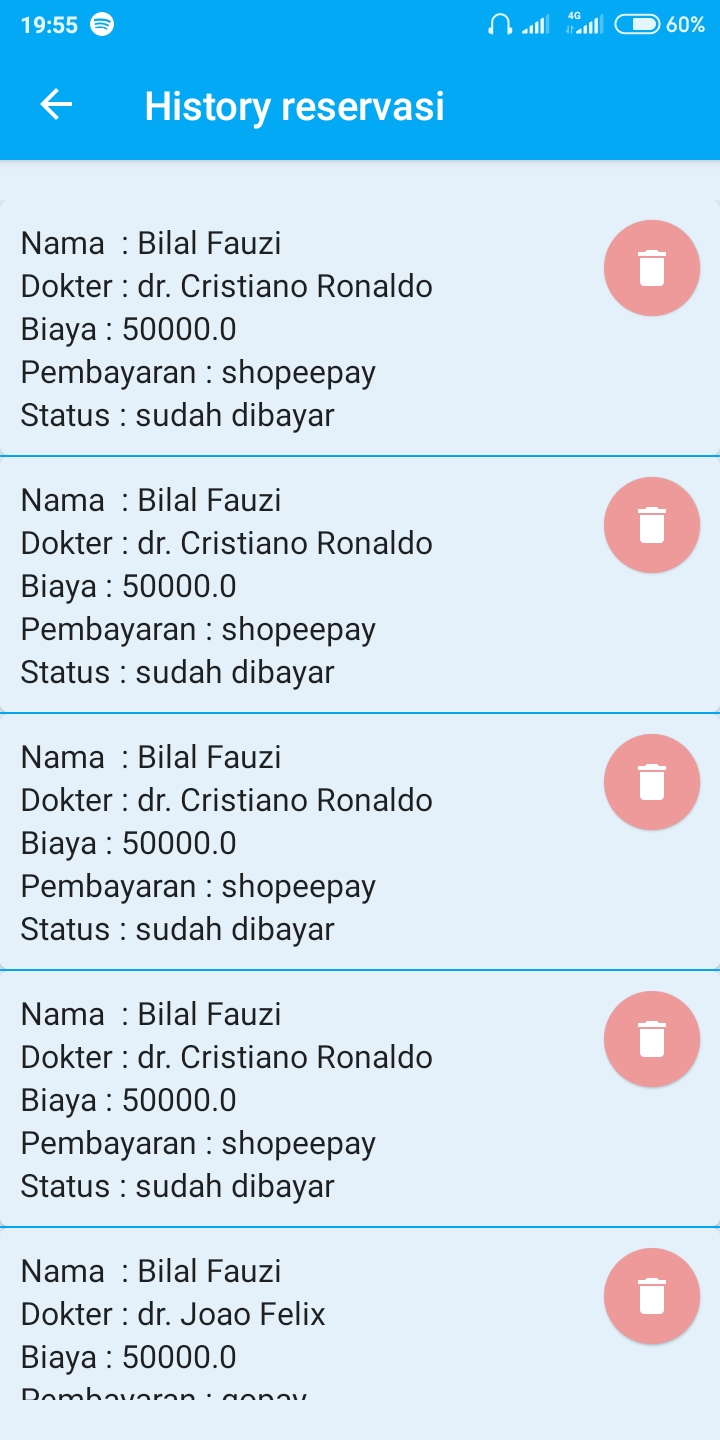 19:55
4G
60%
History reservasi
Nama : Bilal Fauzi
Dokter : dr. Cristiano Ronaldo
Biaya : 50000.0
Pembayaran : shopeepay
Status : sudah dibayar
Nama : Bilal Fauzi
Dokter : dr. Cristiano Ronaldo
Biaya : 50000.0
Pembayaran : shopeepay
Status : sudah dibayar
Nama : Bilal Fauzi
Dokter : dr. Cristiano Ronaldo
Biaya : 50000.0
Pembayaran : shopeepay
Status : sudah dibayar
Nama : Bilal Fauzi
Dokter : dr. Cristiano Ronaldo
Biaya : 50000.0
Pembayaran : shopeepay
Status : sudah dibayar
Nama : Bilal Fauzi
Dokter : dr. Joao Felix
Biaya : 50000.0
Pembayaran : gopay